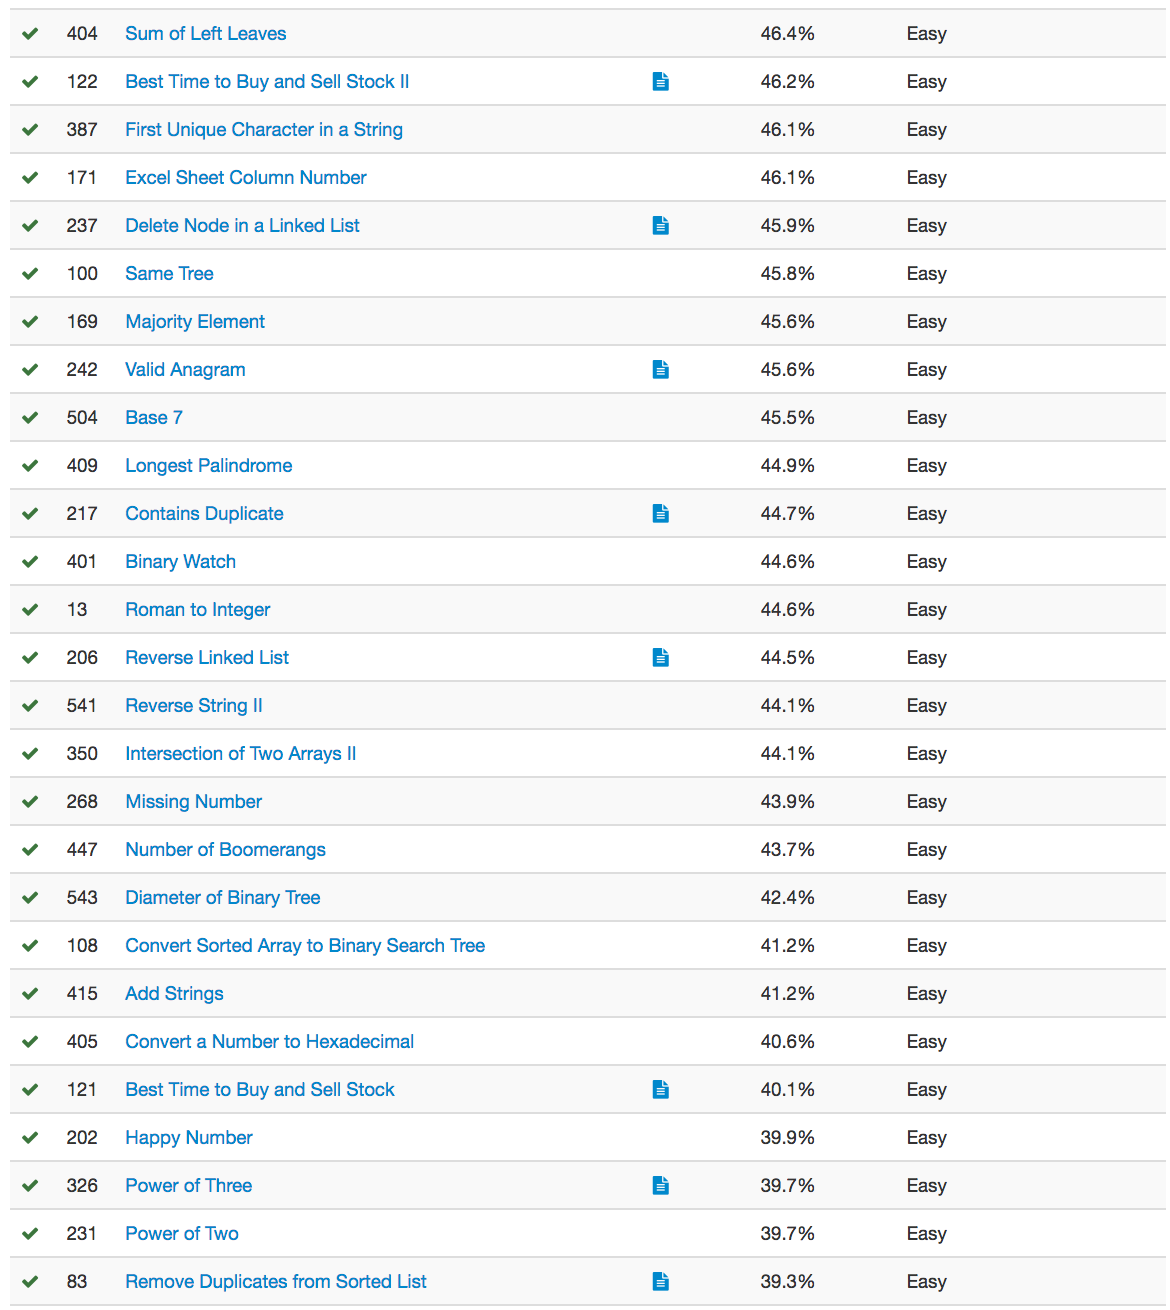 404 Sum of Left Leaves 46.4% Easy
122 Best Time to Buy and Sell Stock II 46.2% Easy
387 First Unique Character in a String 46.1% Easy
171 Excel Sheet Column Number 46.1% Easy
237 Delete Node in a Linked List 45.9% Easy
100 Same Tree 45.8% Easy
169 Majority Element 45.6% Easy
242 Valid Anagram 45.6% Easy
504 Base 7 45.5% Easy
409 Longest Palindrome 44.9% Easy
217 Contains Duplicate 44.7% Easy
401 Binary Watch 44.6% Easy
13 Roman to Integer 44.6% Easy
206 Reverse Linked List 44.5% Easy
541 Reverse String II 44.1% Easy
350 Intersection of Two Arrays II 44.1% Easy
268 Missing Number 43.9% Easy
447 Number of Boomerangs 43.7% Easy
543 Diameter of Binary Tree 42.4% Easy
108 Convert Sorted Array to Binary Search Tree 41.2% Easy
415 Add Strings 41.2% Easy
405 Convert a Number to Hexadecimal 40.6% Easy
121 Best Time to Buy and Sell Stock 40.1% Easy
202 Happy Number 39.9% Easy
326 Power of Three 39.7% Easy
231 Power of Two 39.7% Easy
83 Remove Duplicates from Sorted List 39.3% Easy